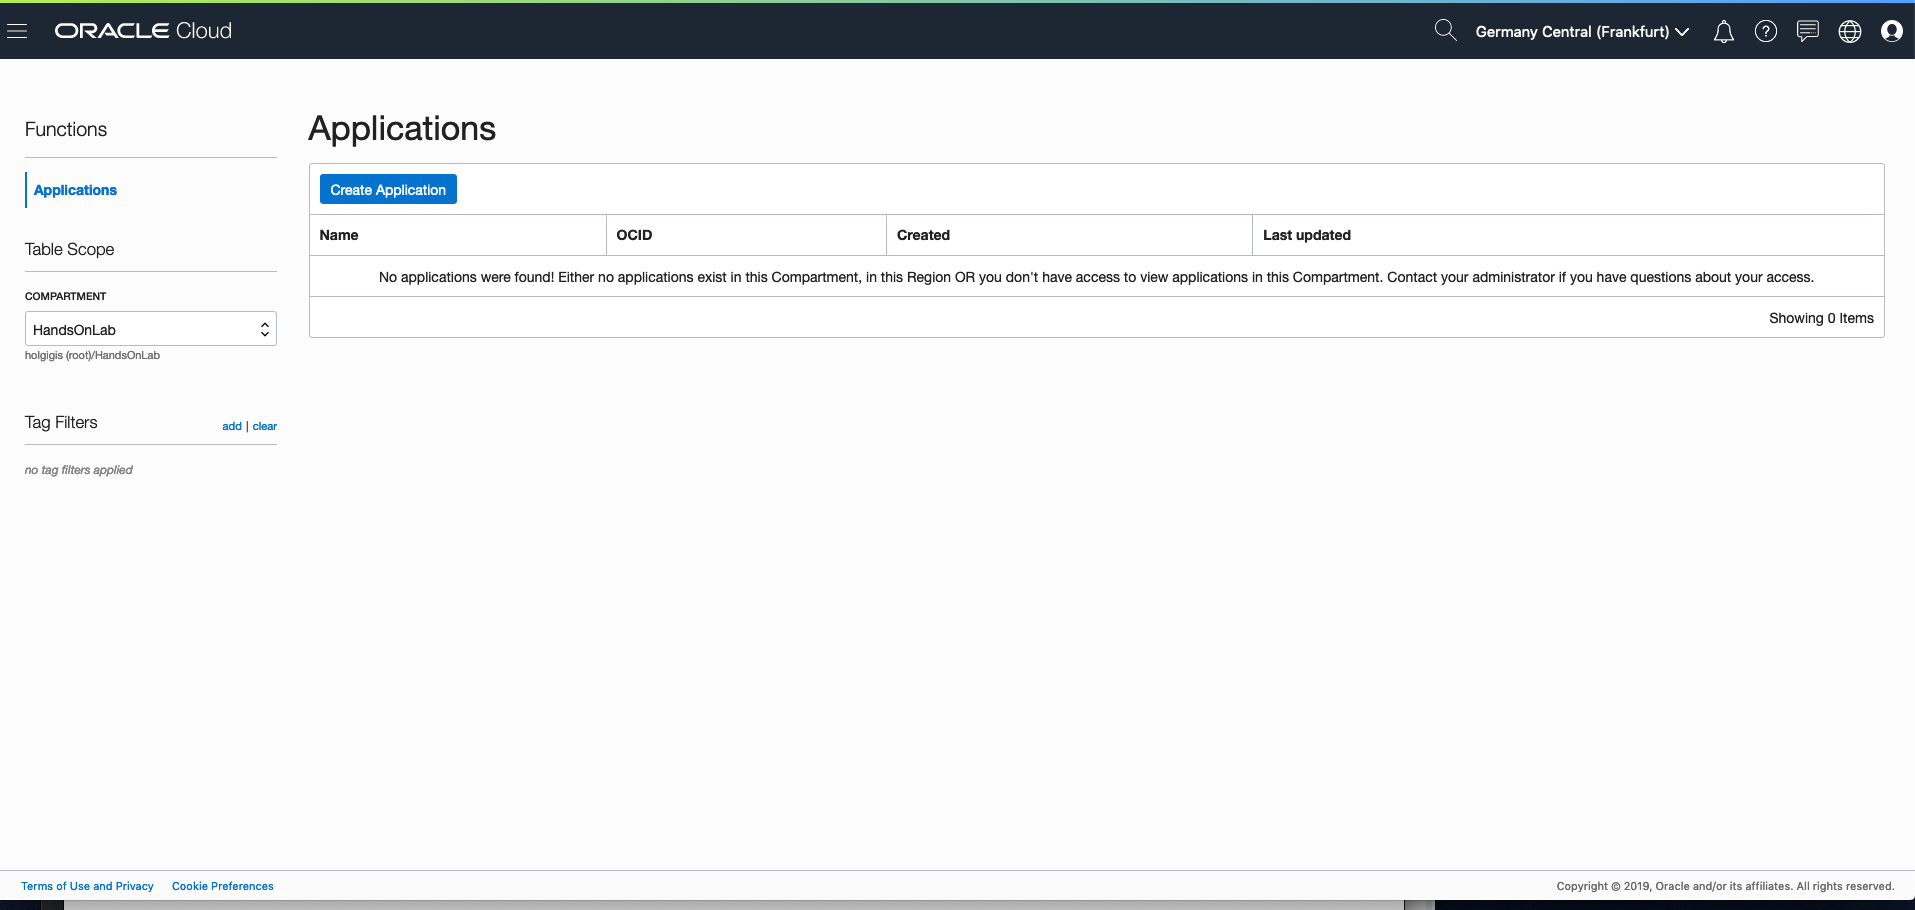 ORACLE Cloud
Germany Central (Frankfurt)
Functions
Applications
Table Scope
COMPARTMENT
HandsOnLab
holgigis (root)/HandsOnLab
Tag Filters
add | clear
no tag filters applied
Applications
Create Application
Name OCID Created Last updated
No applications were found! Either no applications exist in this Compartment, in this Region OR you don't have access to view applications in this Compartment. Contact your administrator if you have questions about your access.
Showing 0 Items
Terms of Use and Privacy Cookie Preferences
Copyright © 2019, Oracle and/or its affiliates. All rights reserved.